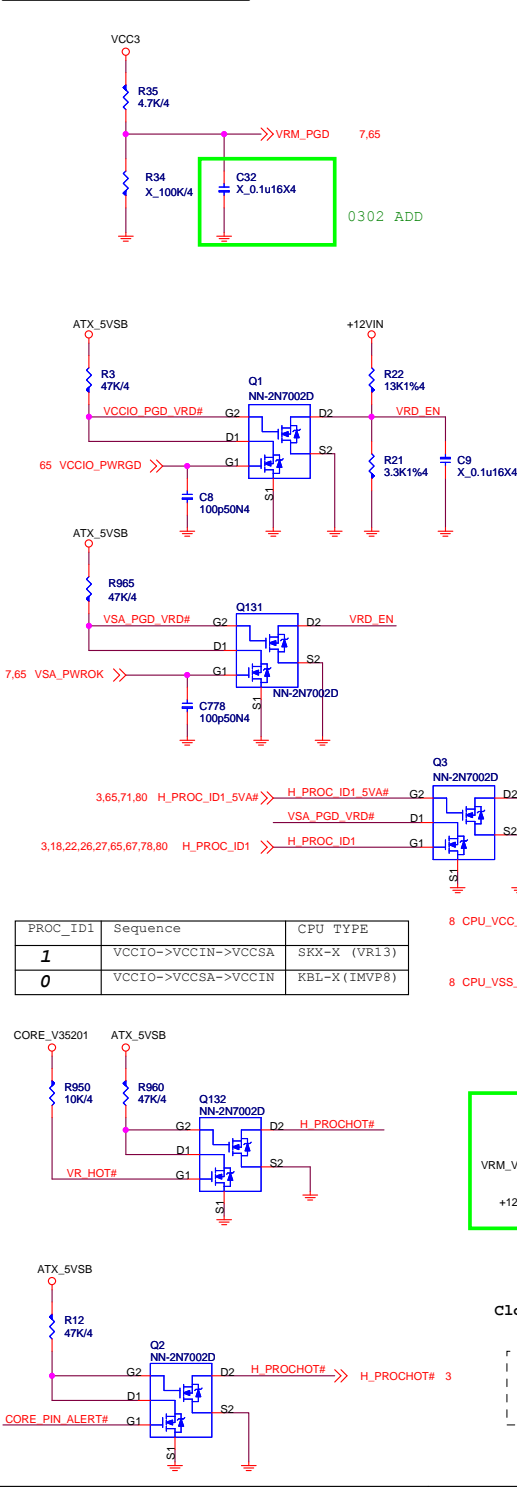 VCC3
R35
4.7K/4
VRM_PGD 7,65
R34
X_100K/4
C32
X_0.1u16X4
0302 ADD
ATX_5VSB
+12VIN
R3
47K/4
Q1
NN-2N7002D
R22
13K1%4
VCCIO_PGD_VRD#
G2
D2
VRD_EN
D1
S2
65 VCCIO_PWRGD
G1
R21
3.3K1%4
C9
X_0.1u16X4
C8
100p50N4
S1
ATX_5VSB
R965
47K/4
Q131
VSA_PGD_VRD#
G2
D2
VRD_EN
D1
S2
7,65 VSA_PWROK
G1
NN-2N7002D
C778
100p50N4
S1
Q3
NN-2N7002D
3,65,71,80 H_PROC_ID1_5VA#
H_PROC_ID1_5VA#
G2
D2
VSA_PGD_VRD#
D1
S2
3,18,22,26,27,65,67,78,80 H_PROC_ID1
H_PROC_ID1
G1
S1
8 CPU_VCC_
PROC_ID1 Sequence CPU TYPE
1 VCCIO->VCCIN->VCCSA SKX-X (VR13)
0 VCCIO->VCCSA->VCCIN KBL-X(IMVP8)
8 CPU_VSS_
CORE_V35201
ATX_5VSB
R950
10K/4
R960
47K/4
Q132
NN-2N7002D
G2
D2
H_PROCHOT#
D1
S2
VR_HOT#
G1
S1
VRM_V
+12
ATX_5VSB
R12
47K/4
Q2
NN-2N7002D
G2
D2
H_PROCHOT#
H_PROCHOT# 3
D1
S2
CORE_PIN_ALERT#
G1
S1
Clo